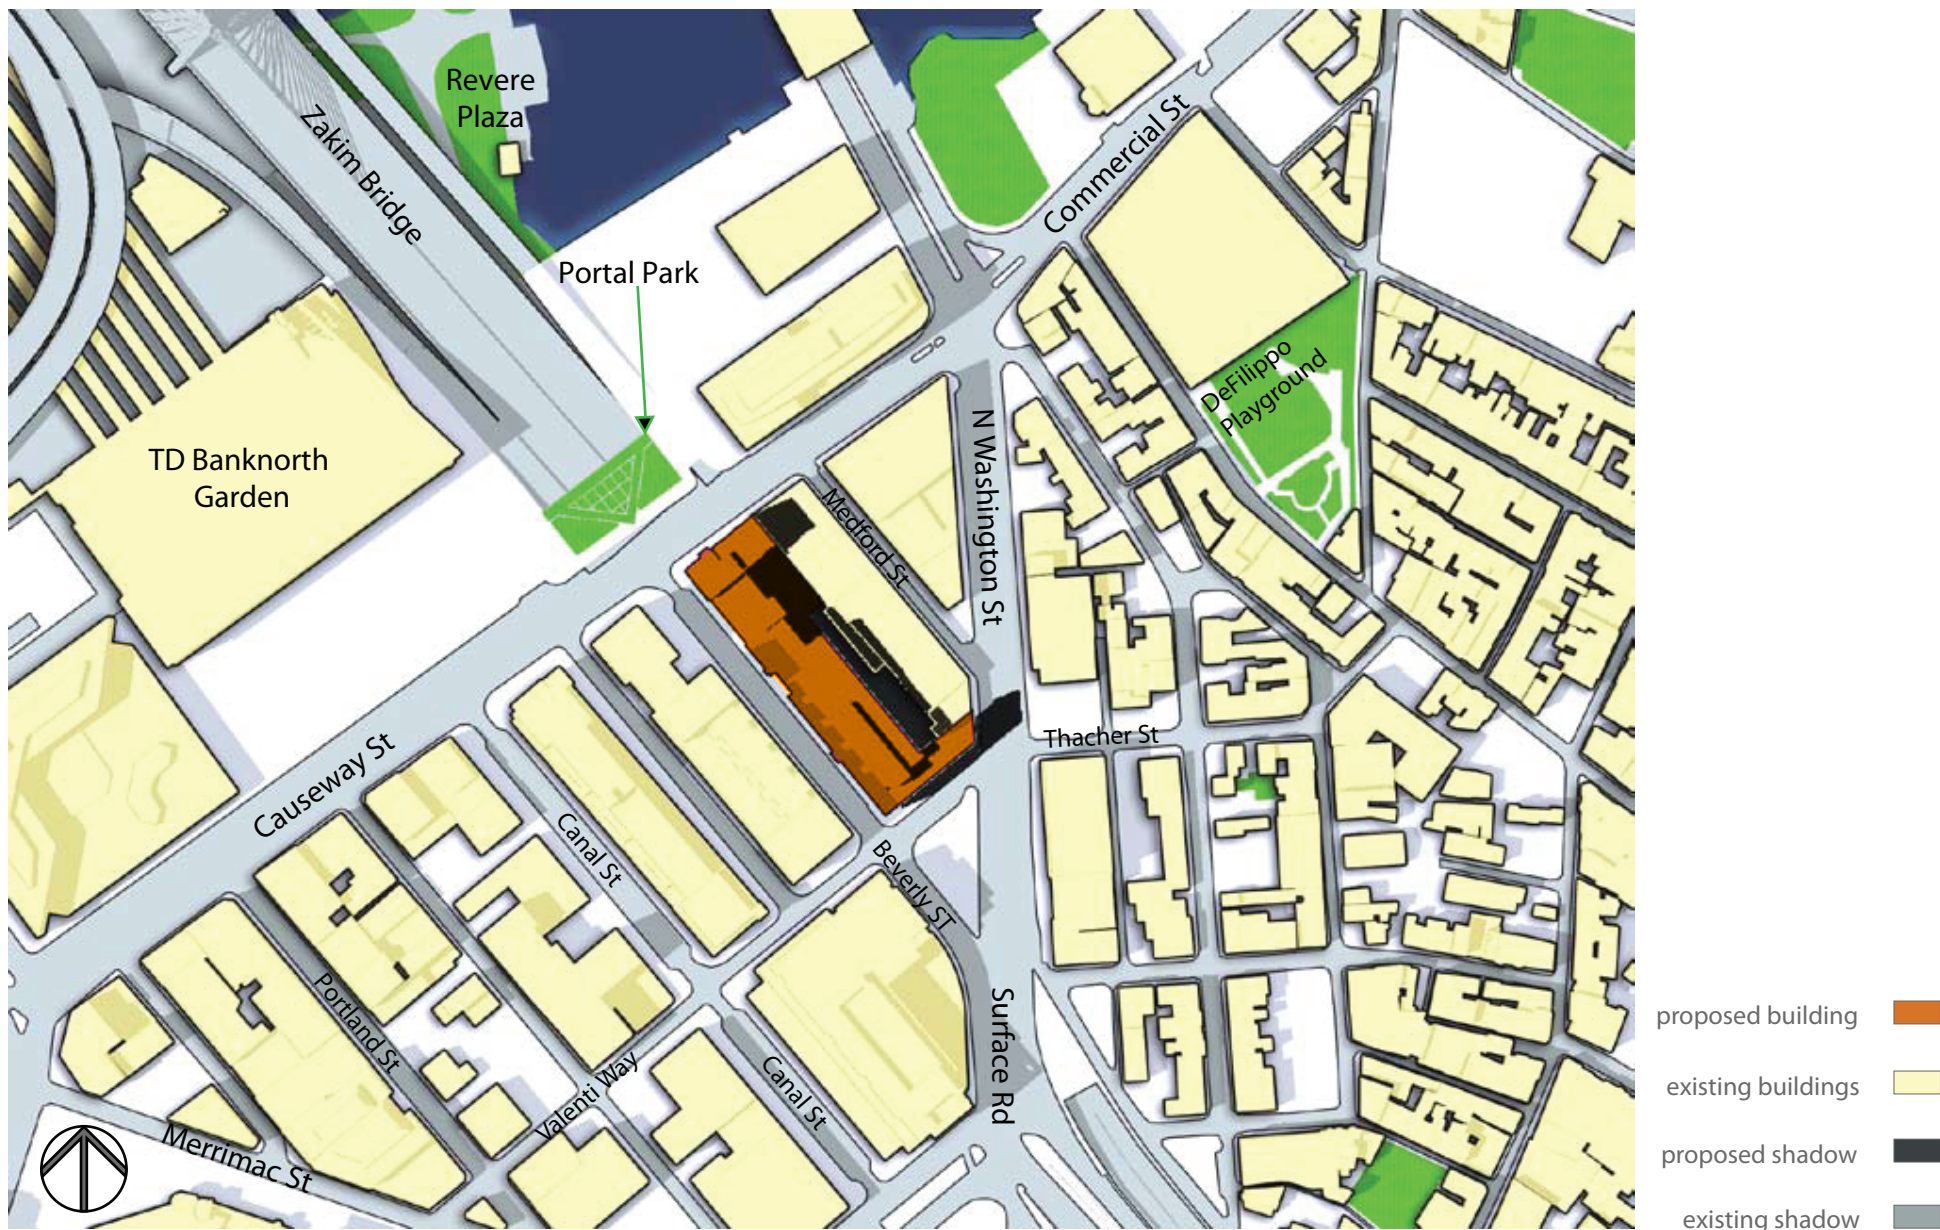 Revere
Plaza
Zakim Bridge
Commercial St
Portal Park
DeFilippo
Playground
N Washington St
TD Banknorth
Garden
Medford St
Thacher St
Causeway St
Canal St
Beverly ST
Portland St
Surface Rd
Valenti Way
Canal St
Merrimac St
proposed building
existing buildings
proposed shadow
existing shadow